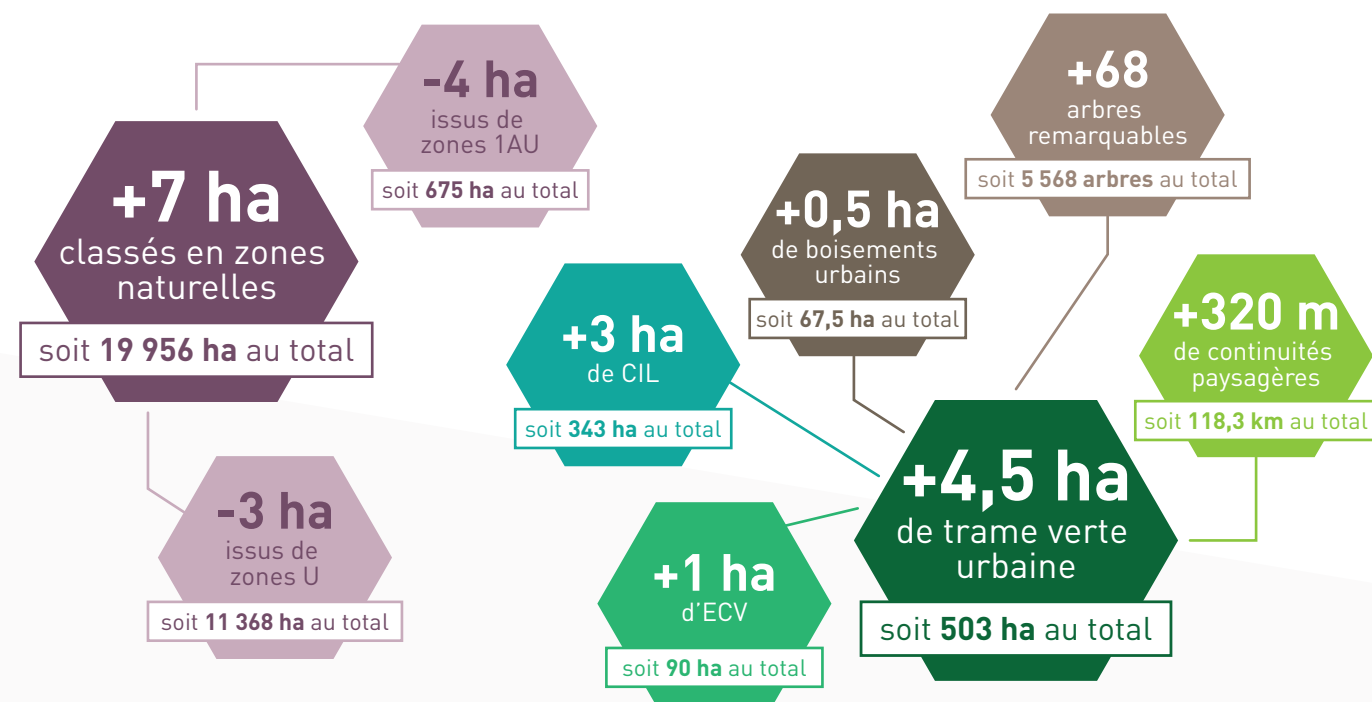 -4 ha
issus de
zones 1AU
soit 675 ha au total
+7 ha
classés en zones
naturelles
soit 19 956 ha au total
-3 ha
issus de
zones U
soit 11 368 ha au total
+68
arbres
remarquables
soit 5 568 arbres au total
+0,5 ha
de boisements
urbains
soit 67,5 ha au total
+3 ha
de CIL
soit 343 ha au total
+320 m
de continuités
paysagères
soit 118,3 km au total
+4,5 ha
de trame verte
urbaine
soit 503 ha au total
+1 ha
d'ECV
soit 90 ha au total